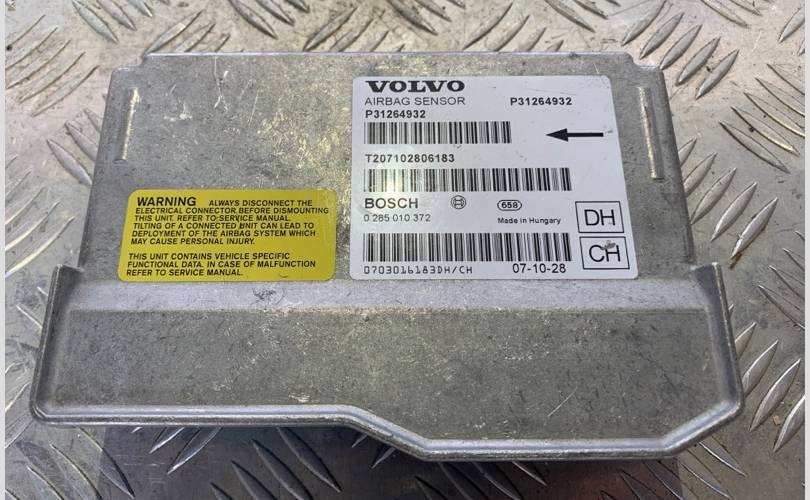 VOLVO
AIRBAG SENSOR
P31264932
P31264932
T207102806183
BOSCH
658
0 285 010 372
Made in Hungary
DH
CH
0703016183DH/CH
07-10-28
WARNING ALWAYS DISCONNECT THE
ELECTRICAL CONNECTOR BEFORE DISMOUNTING
THIS UNIT. REFER TO SERVICE MANUAL.
TILTING OF A CONNECTED UNIT CAN LEAD TO
DEPLOYMENT OF THE AIRBAG SYSTEM WHICH
MAY CAUSE PERSONAL INJURY.
THIS UNIT CONTAINS VEHICLE SPECIFIC
FUNCTIONAL DATA. IN CASE OF MALFUNCTION
REFER TO SERVICE MANUAL.